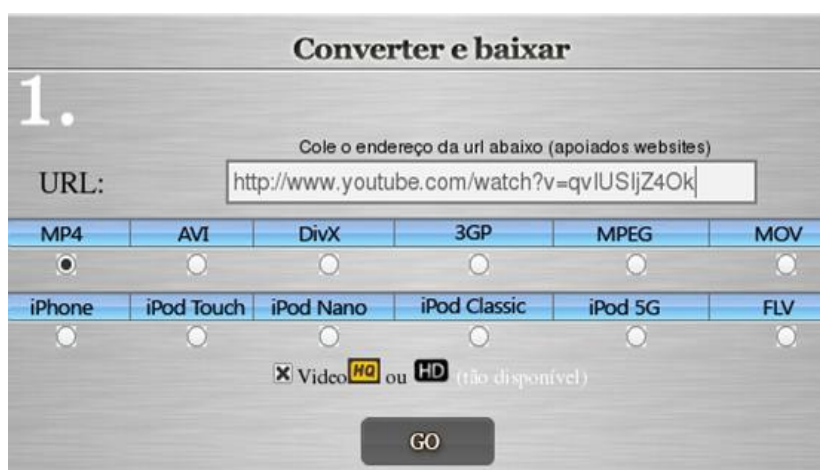 Converter e baixar
1.
Cole o endereço da url abaixo (apoiados websites)
URL: http://www.youtube.com/watch?v=qvIUSIjZ4Ok
MP4 AVI DivX 3GP MPEG MOV
iPhone iPod Touch iPod Nano iPod Classic iPod 5G FLV
Video HQ ou HD (tão disponível)
GO